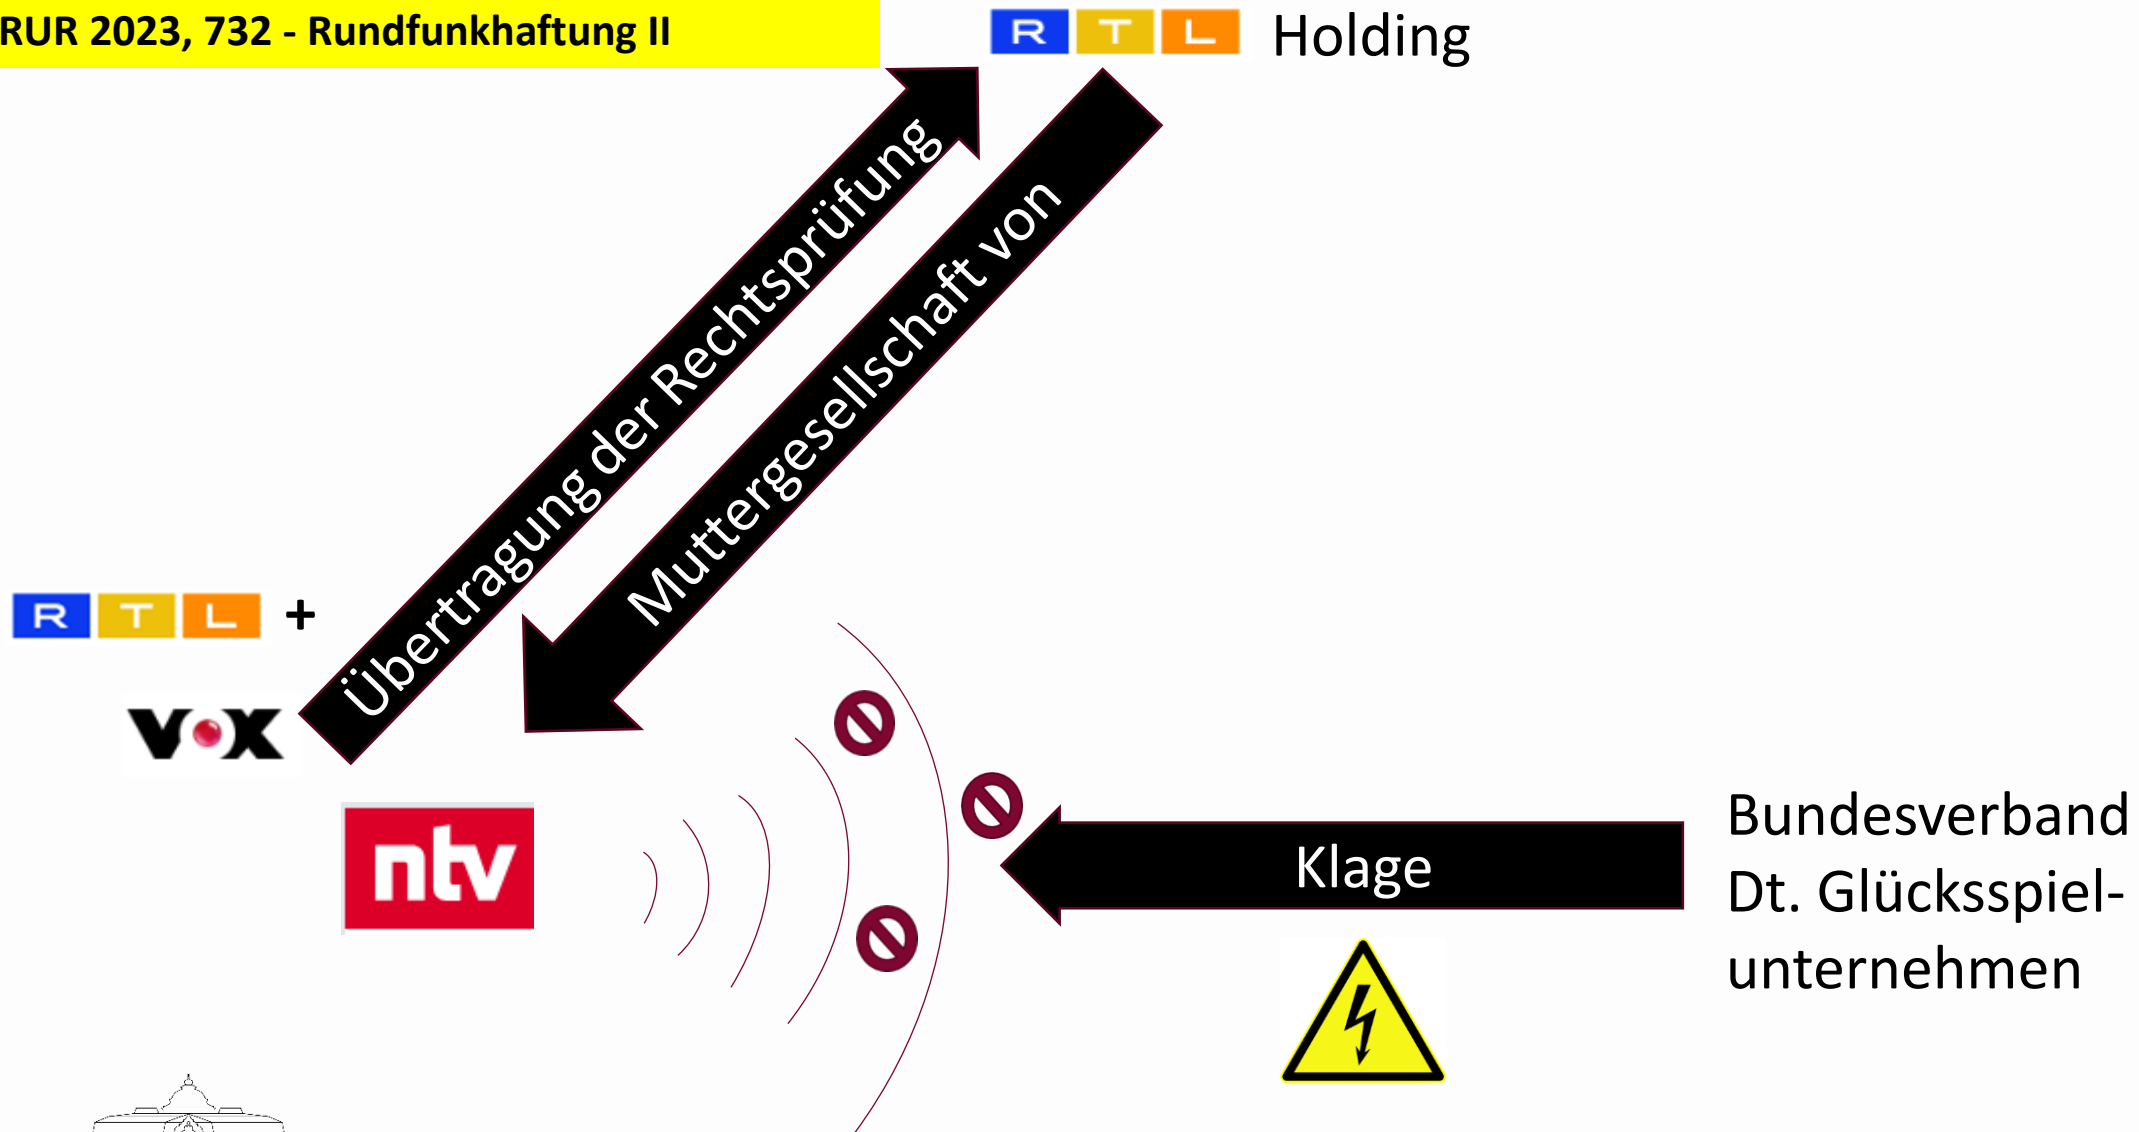 RUR 2023, 732 - Rundfunkhaftung II
RTL Holding
Übertragung der Rechtsprüfung
Muttergesellschaft von
RTL +
VOX
ntv
Klage
Bundesverband
Dt. Glücksspiel-
unternehmen